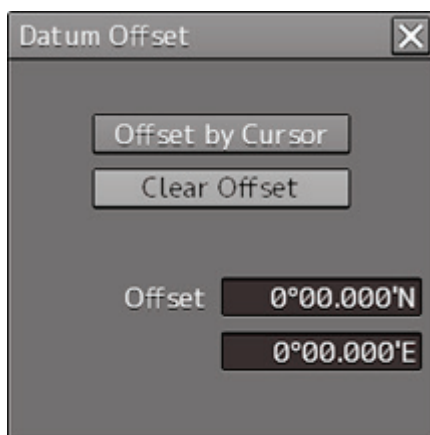 Datum Offset
Offset by Cursor
Clear Offset
Offset 0°00.000'N
0°00.000'E